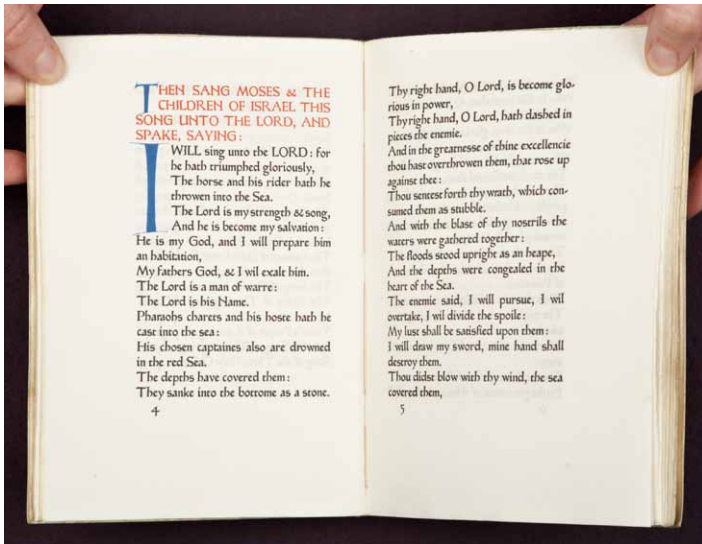 THEN SANG MOSES & THE
CHILDREN OF ISRAEL THIS
SONG UNTO THE LORD, AND
SPAKE, SAYING:
I WILL sing unto the LORD: for
he hath triumphed gloriously,
The horse and his rider hath he
throwen into the Sea.
The Lord is my strength & song,
And he is become my salvation:
He is my God, and I will prepare him
an habitation,
My fathers God, & I wil exalt him.
The Lord is a man of warre:
The Lord is his Name.
Pharaohs charets and his hoste hath he
cast into the sea:
His chosen captaines also are drowned
in the red Sea.
The depths have covered them:
They sanke into the bottome as a stone.
4
Thy right hand, O Lord, is become glo-
rious in power,
Thy right hand, O Lord, hath dashed in
pieces the enemie.
And in the greatnesse of thine excellencie
thou hast overthrowen them, that rose up
against thee:
Thou sentest forth thy wrath, which con-
sumed them as stubble.
And with the blast of thy nostrils the
waters were gathered together:
The floods stood upright as an heape,
And the depths were congealed in the
heart of the Sea.
The enemie said, I will pursue, I wil
overtake, I wil divide the spoile:
My lust shall be satisfied upon them:
I will draw my sword, mine hand shall
destroy them.
Thou didst blow with thy wind, the sea
covered them,
5